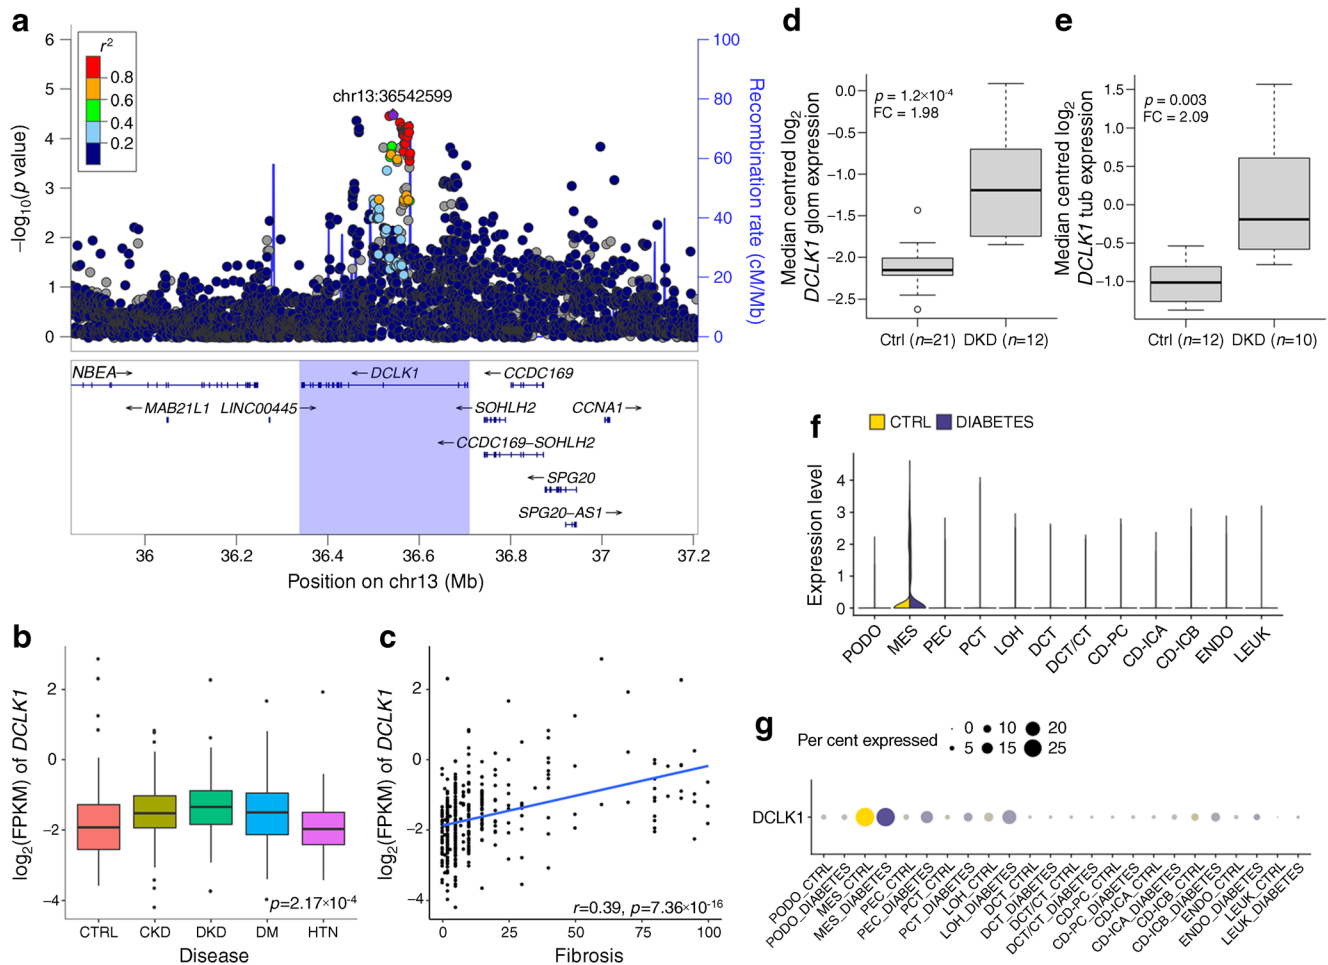 a
r²
0.8
0.6
0.4
0.2
chr13:36542599
6
5
4
3
2
1
0
–log₁₀(p value)
100
80
60
40
20
0
Recombination rate (cM/Mb)
NBEA
DCLK1
CCDC169
MAB21L1
LINC00445
SOHLH2
CCNA1
CCDC169–SOHLH2
SPG20
SPG20–AS1
36
36.2
36.4
36.6
36.8
37
37.2
Position on chr13 (Mb)
b
log₂(FPKM) of DCLK1
2
0
–2
–4
p=2.17×10⁻⁴
CTRL
CKD
DKD
DM
HTN
Disease
c
log₂(FPKM) of DCLK1
2
0
–2
–4
r=0.39, p=7.36×10⁻¹⁶
0
25
50
75
100
Fibrosis
d
Median centred log₂
DCLK1 glom expression
0.0
–0.5
–1.0
–1.5
–2.0
–2.5
p = 1.2×10⁻⁴
FC = 1.98
Ctrl (n=21)
DKD (n=12)
e
Median centred log₂
DCLK1 tub expression
1.5
1.0
0.5
0.0
–0.5
–1.0
p = 0.003
FC = 2.09
Ctrl (n=12)
DKD (n=10)
f
CTRL
DIABETES
Expression level
4
3
2
1
0
PODO
MES
PEC
PCT
LOH
DCT
DCT/CT
CD-PC
CD-ICA
CD-ICB
ENDO
LEUK
g
Per cent expressed
0
10
20
5
15
25
DCLK1
PODO_CTRL
PODO_DIABETES
MES_CTRL
MES_DIABETES
PEC_CTRL
PEC_DIABETES
PCT_CTRL
PCT_DIABETES
LOH_CTRL
LOH_DIABETES
DCT_CTRL
DCT_DIABETES
DCT/CT_CTRL
DCT/CT_DIABETES
CD-PC_CTRL
CD-PC_DIABETES
CD-ICA_CTRL
CD-ICA_DIABETES
CD-ICB_CTRL
CD-ICB_DIABETES
ENDO_CTRL
ENDO_DIABETES
LEUK_CTRL
LEUK_DIABETES